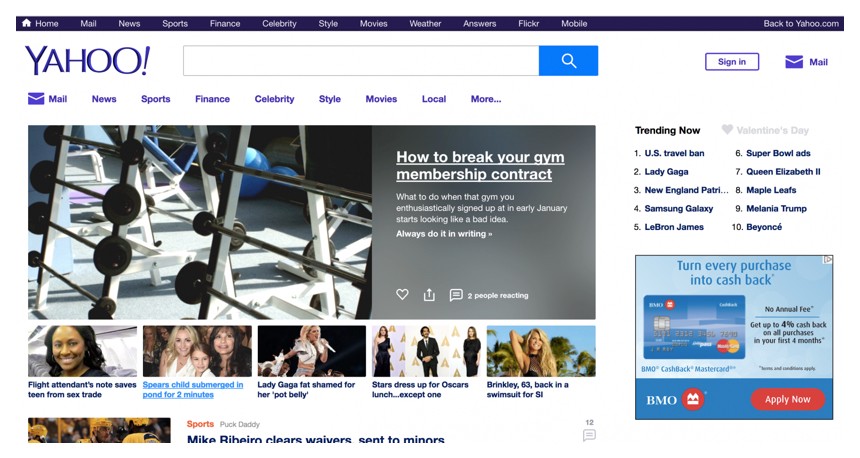 Home Mail News Sports Finance Celebrity Style Movies Weather Answers Flickr Mobile Back to Yahoo.com
YAHOO!
Sign in Mail
Mail News Sports Finance Celebrity Style Movies Local More...
How to break your gym
membership contract
What to do when that gym you
enthusiastically signed up at in early January
starts looking like a bad idea.
Always do it in writing »
2 people reacting
Flight attendant's note saves
teen from sex trade
Spears child submerged in
pond for 2 minutes
Lady Gaga fat shamed for
her 'pot belly'
Stars dress up for Oscars
lunch...except one
Brinkley, 63, back in a
swimsuit for SI
Sports Puck Daddy
12
Mike Ribeiro clears waivers, sent to minors
Trending Now Valentine's Day
1. U.S. travel ban
2. Lady Gaga
3. New England Patri...
4. Samsung Galaxy
5. LeBron James
6. Super Bowl ads
7. Queen Elizabeth II
8. Maple Leafs
9. Melania Trump
10. Beyoncé
Turn every purchase
into cash back*
BMO CashBack
MasterCard
No Annual Fee*
Get up to 4% cash back
on all purchases
in your first 4 months*
BMO® CashBack® Mastercard®*
*Terms and conditions apply.
BMO
Apply Now